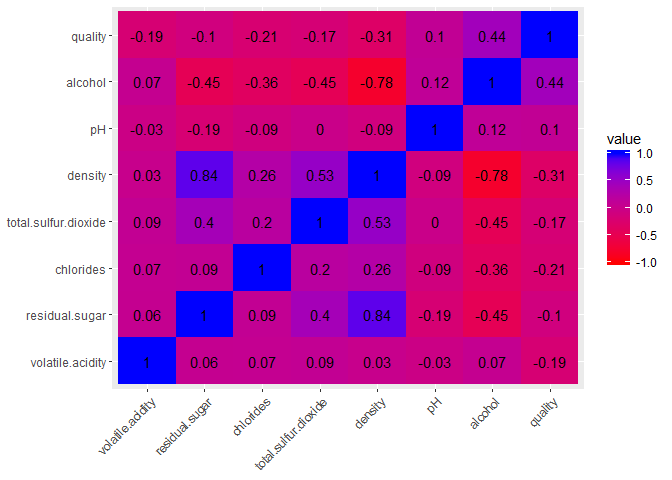 quality -0.19 -0.1 -0.21 -0.17 -0.31 0.1 0.44 1
alcohol 0.07 -0.45 -0.36 -0.45 -0.78 0.12 1 0.44
pH -0.03 -0.19 -0.09 0 -0.09 1 0.12 0.1
density 0.03 0.84 0.26 0.53 1 -0.09 -0.78 -0.31
total.sulfur.dioxide 0.09 0.4 0.2 1 0.53 0 -0.45 -0.17
chlorides 0.07 0.09 1 0.2 0.26 -0.09 -0.36 -0.21
residual.sugar 0.06 1 0.09 0.4 0.84 -0.19 -0.45 -0.1
volatile.acidity 1 0.06 0.07 0.09 0.03 -0.03 0.07 -0.19
volatile.acidity residual.sugar chlorides total.sulfur.dioxide density pH alcohol quality
value
1.0
0.5
0.0
-0.5
-1.0